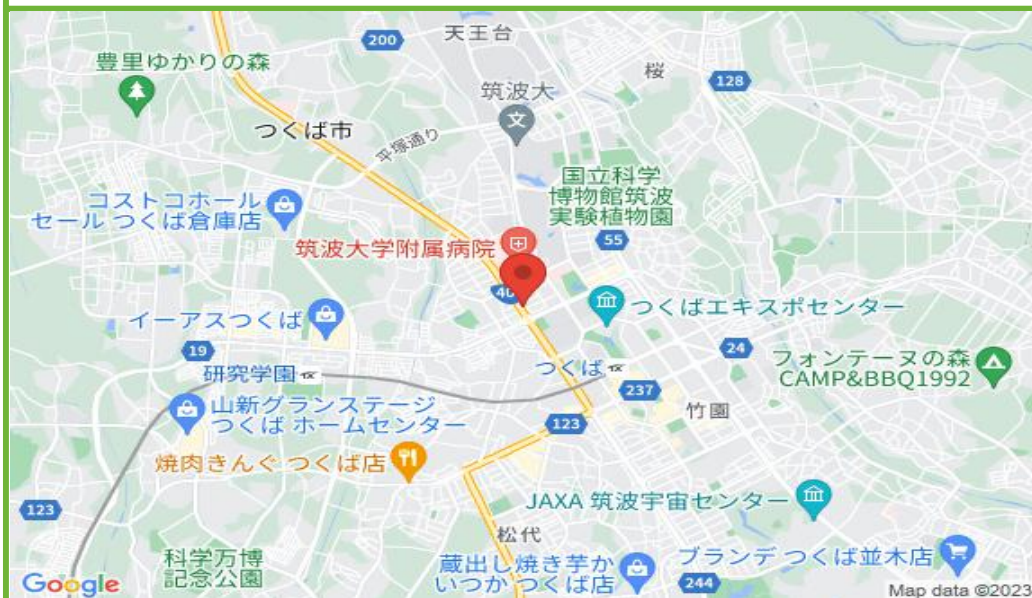 200
天王台
豊里ゆかりの森
桜
128
筑波大
つくば市
平塚通り
国立科学
博物館筑波
実験植物園
コストコホール
セール つくば倉庫店
筑波大学附属病院
55
40
つくばエキスポセンター
イーアスつくば
19
24
研究学園
つくば
フォンテーヌの森
CAMP&BBQ1992
237
山新グランステージ
つくば ホームセンター
竹園
123
焼肉きんぐ つくば店
JAXA 筑波宇宙センター
123
松代
科学万博
記念公園
蔵出し焼き芋か
いつか つくば店
ブランデ つくば並木店
244
Google
Map data ©2023